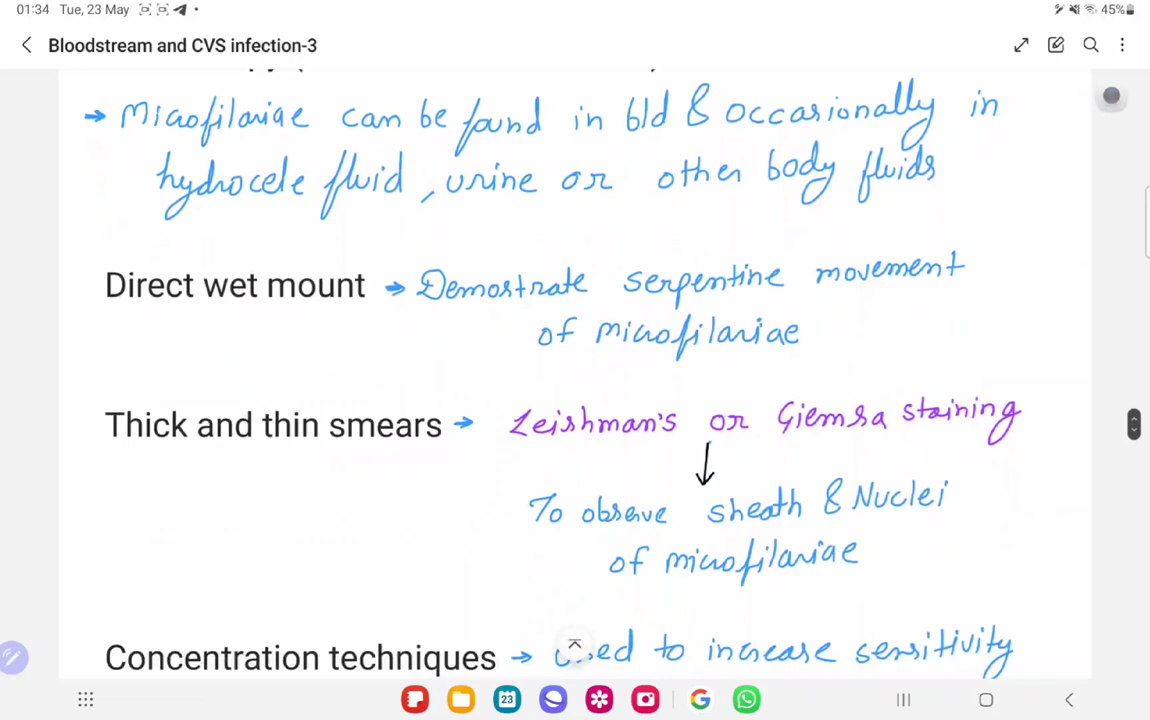 01:34 Tue, 23 May
45%
Bloodstream and CVS infection-3
→ Microfilariae can be found in bld & occasionally in
hydrocele fluid, urine or other body fluids
Direct wet mount → Demostrate serpentine movement
of microfilariae
Thick and thin smears → Leishman's or Giemsa staining
↓
To observe sheath & Nuclei
of microfilariae
Concentration techniques → used to increase sensitivity
23